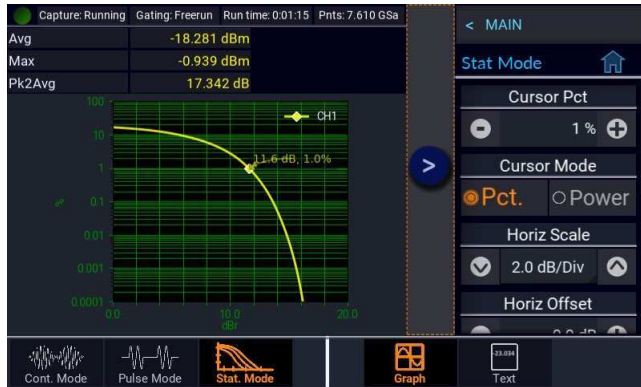 Capture: Running Gating: Freerun Run time: 0:01:15 Pnts: 7.610 GSa
Avg -18.281 dBm
Max -0.939 dBm
Pk2Avg 17.342 dB
100
10
1
0.1
0.01
0.001
0.0001
%
CH1
11.6 dB, 1.0%
0.0 10.0 20.0
dBr
>
< MAIN
Stat Mode
Cursor Pct
1 %
Cursor Mode
Pct. Power
Horiz Scale
2.0 dB/Div
Horiz Offset
Cont. Mode Pulse Mode Stat. Mode Graph
-23.034
Text